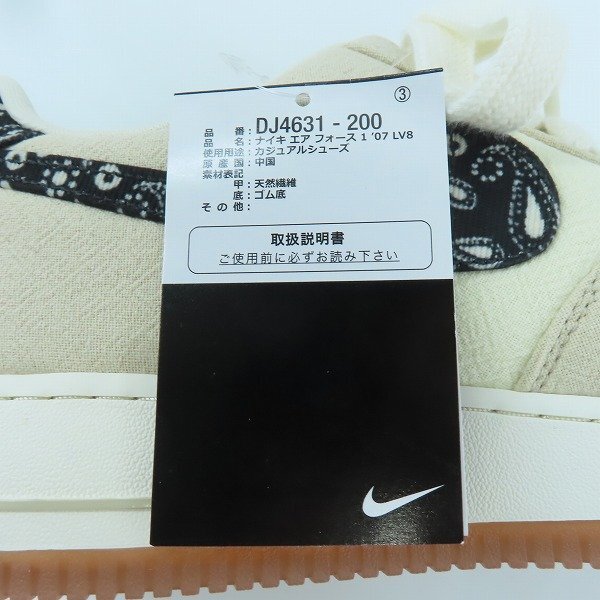 ③
品 番：DJ4631 - 200
品 名：ナイキ エア フォース 1 '07 LV8
使用用途：カジュアルシューズ
原 産 国：中国
素材表記
甲：天然繊維
底：ゴム底
そ の 他：
取扱説明書
ご使用前に必ずお読み下さい